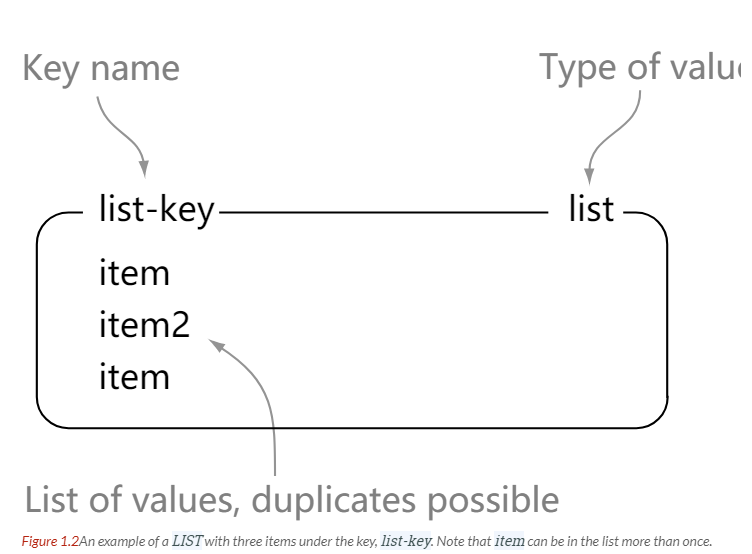 Key name
Type of valu
list-key
list
item
item2
item
List of values, duplicates possible
Figure 1.2An example of a LIST with three items under the key, list-key. Note that item can be in the list more than once.